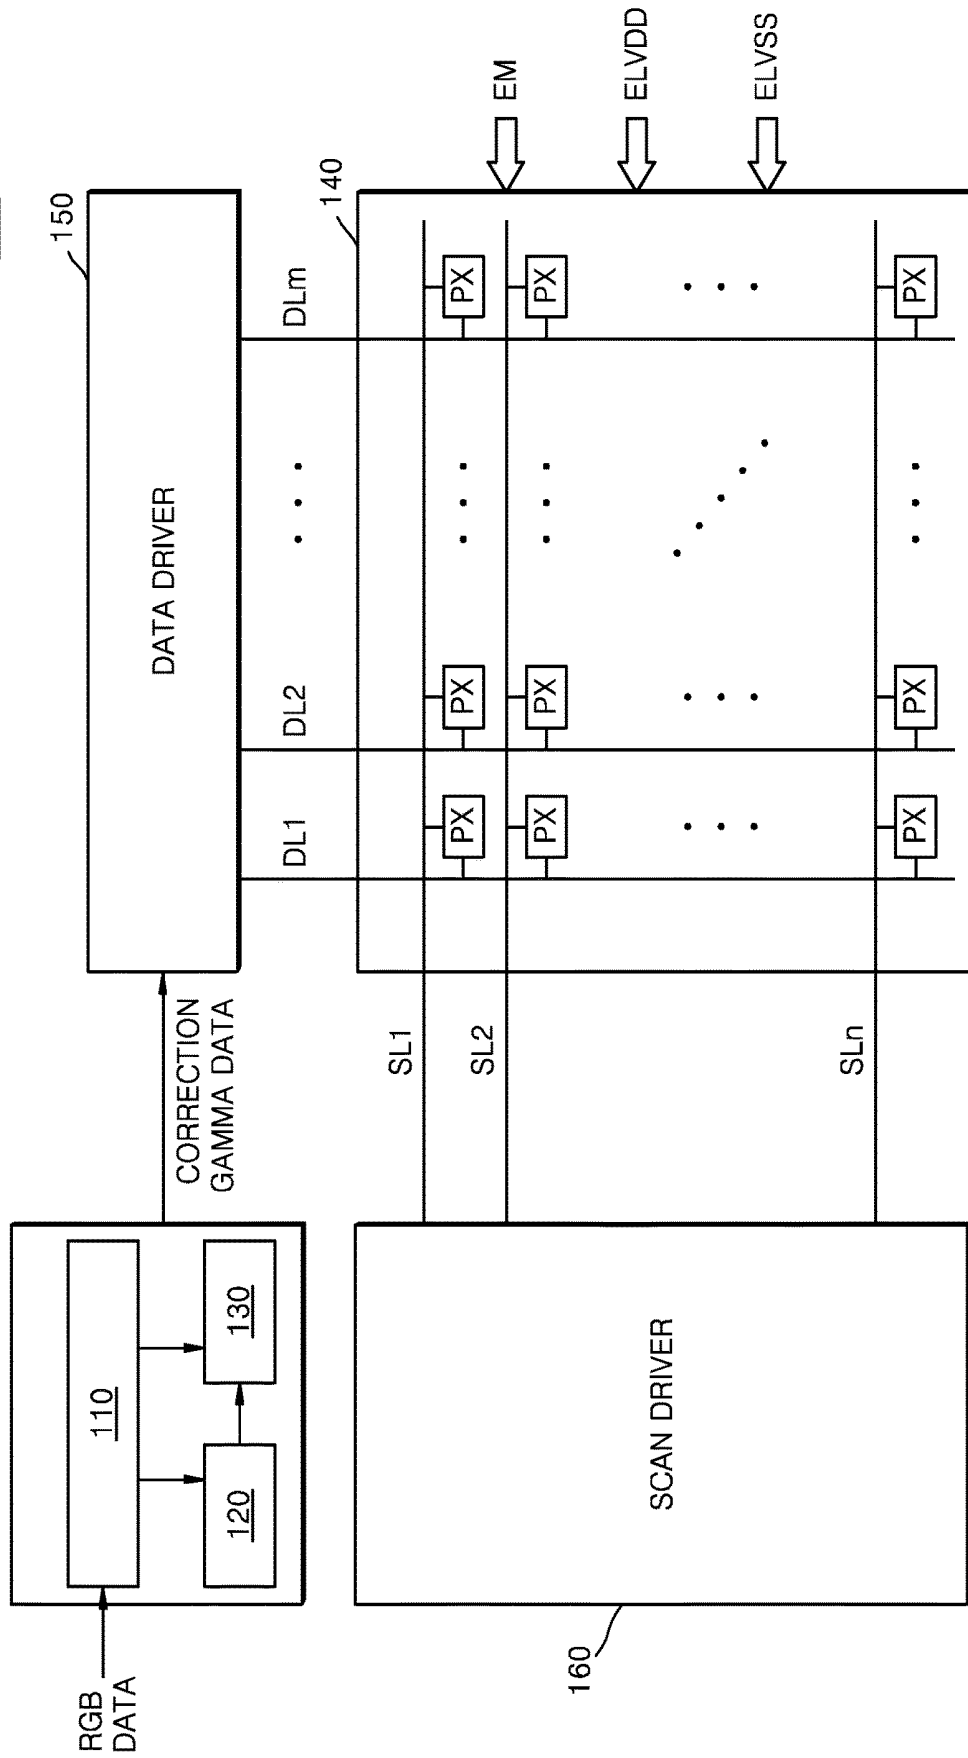 RGB
DATA
110
120
130
CORRECTION
GAMMA DATA
DATA DRIVER
150
DL1
DL2
DLm
140
SCAN DRIVER
160
SL1
SL2
SLn
PX
PX
PX
PX
PX
PX
PX
PX
PX
EM
ELVDD
ELVSS